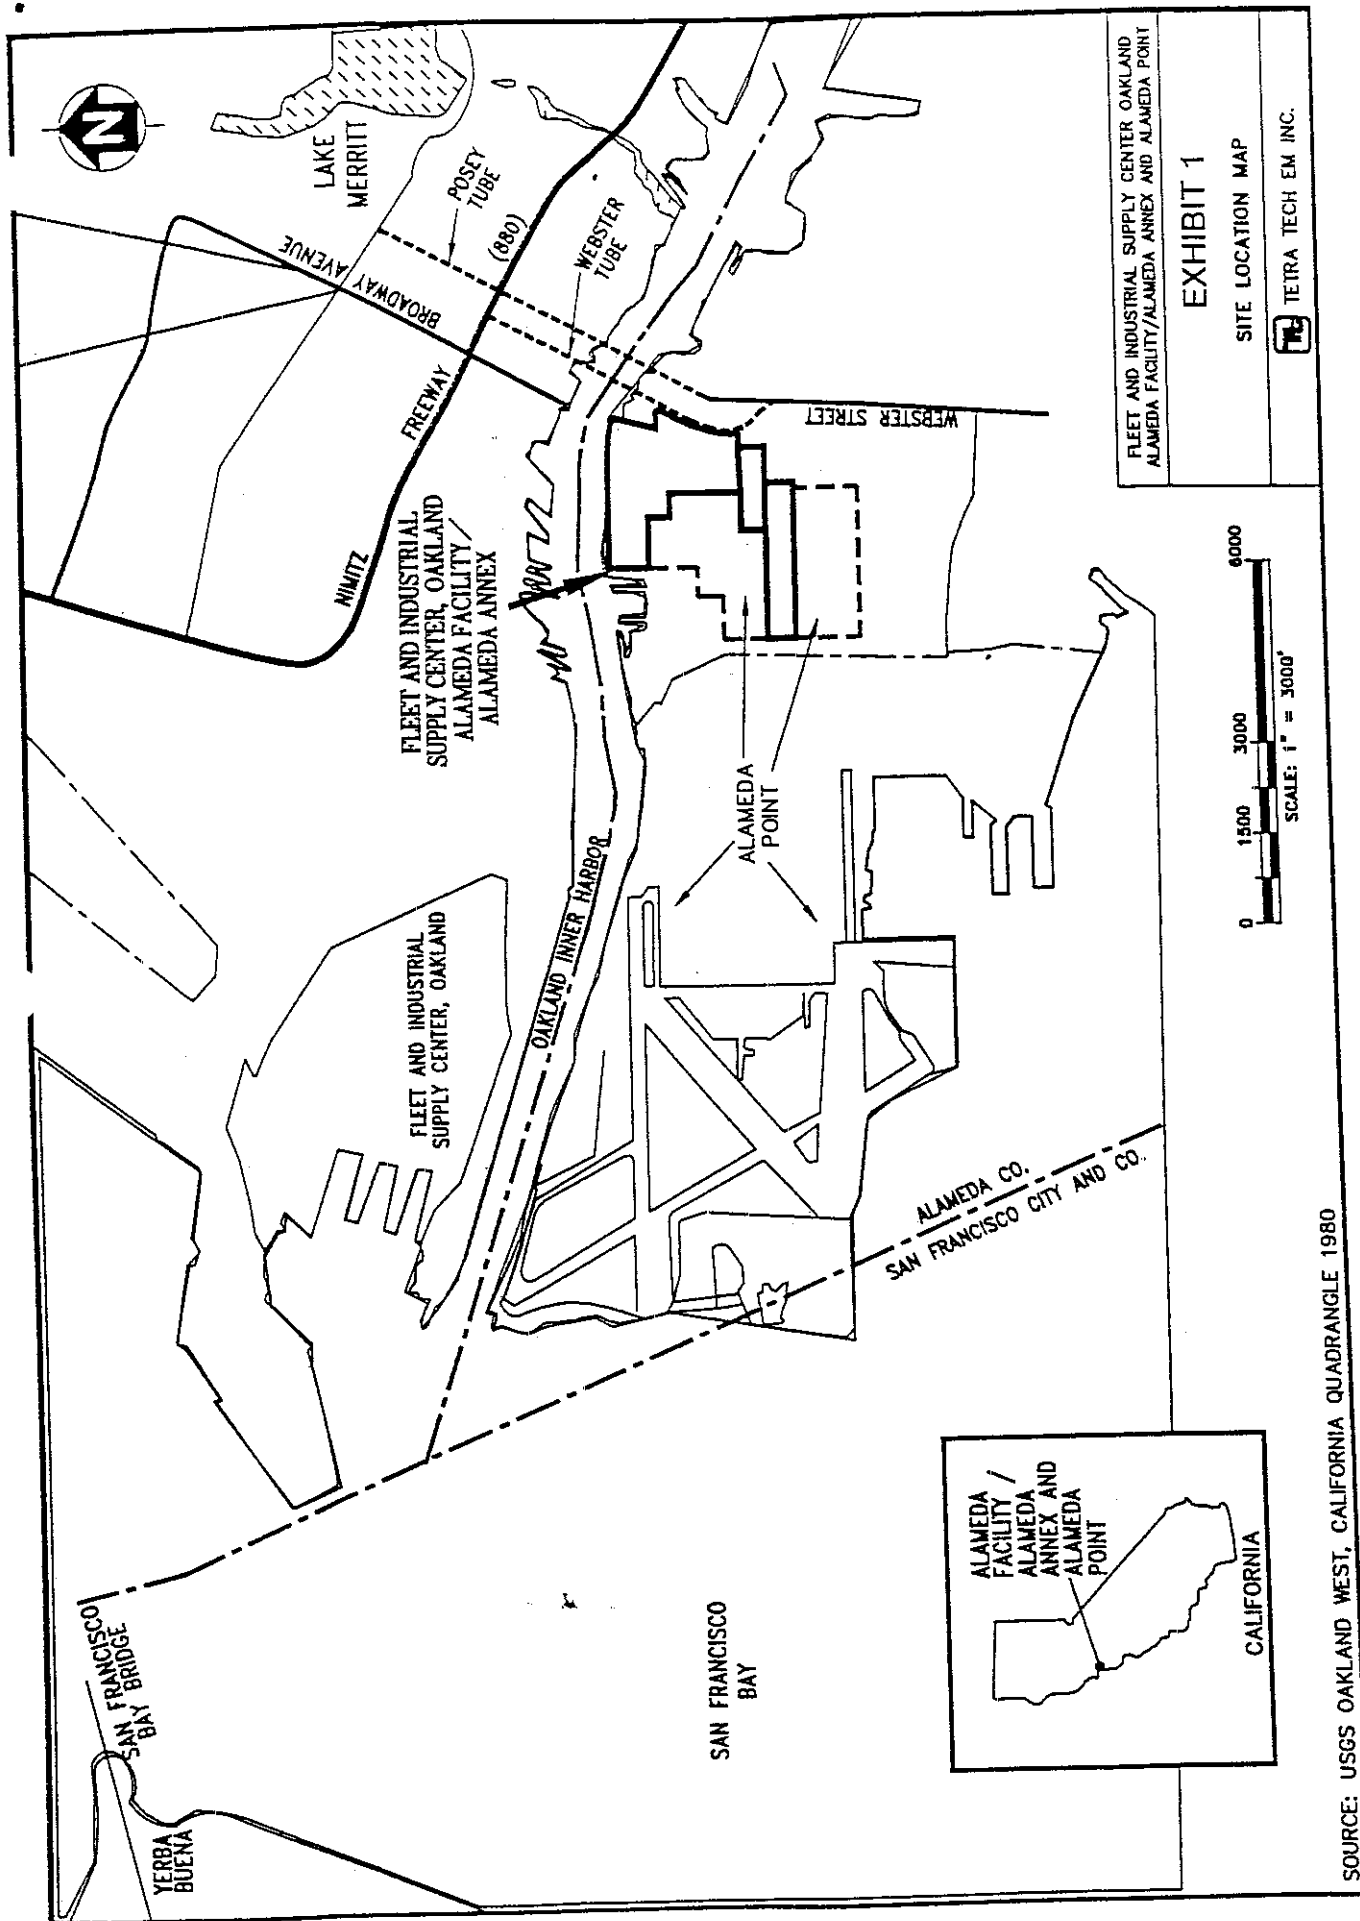 N
LAKE
MERRITT
POSEY
TUBE
BROADWAY AVENUE
(880)
WEBSTER
TUBE
FREEWAY
NIMITZ
WEBSTER STREET
FLEET AND INDUSTRIAL
SUPPLY CENTER, OAKLAND
ALAMEDA FACILITY/
ALAMEDA ANNEX
ALAMEDA
POINT
OAKLAND INNER HARBOR
FLEET AND INDUSTRIAL
SUPPLY CENTER, OAKLAND
ALAMEDA CO.
SAN FRANCISCO CITY AND CO.
SAN FRANCISCO
BAY BRIDGE
YERBA
BUENA
SAN FRANCISCO
BAY
ALAMEDA
FACILITY /
ALAMEDA
ANNEX AND
ALAMEDA
POINT
CALIFORNIA
0 1500 3000 6000
SCALE: 1" = 3000'
SOURCE: USGS OAKLAND WEST, CALIFORNIA QUADRANGLE 1980
FLEET AND INDUSTRIAL SUPPLY CENTER OAKLAND
ALAMEDA FACILITY/ALAMEDA ANNEX AND ALAMEDA POINT
EXHIBIT 1
SITE LOCATION MAP
TETRA TECH EM INC.